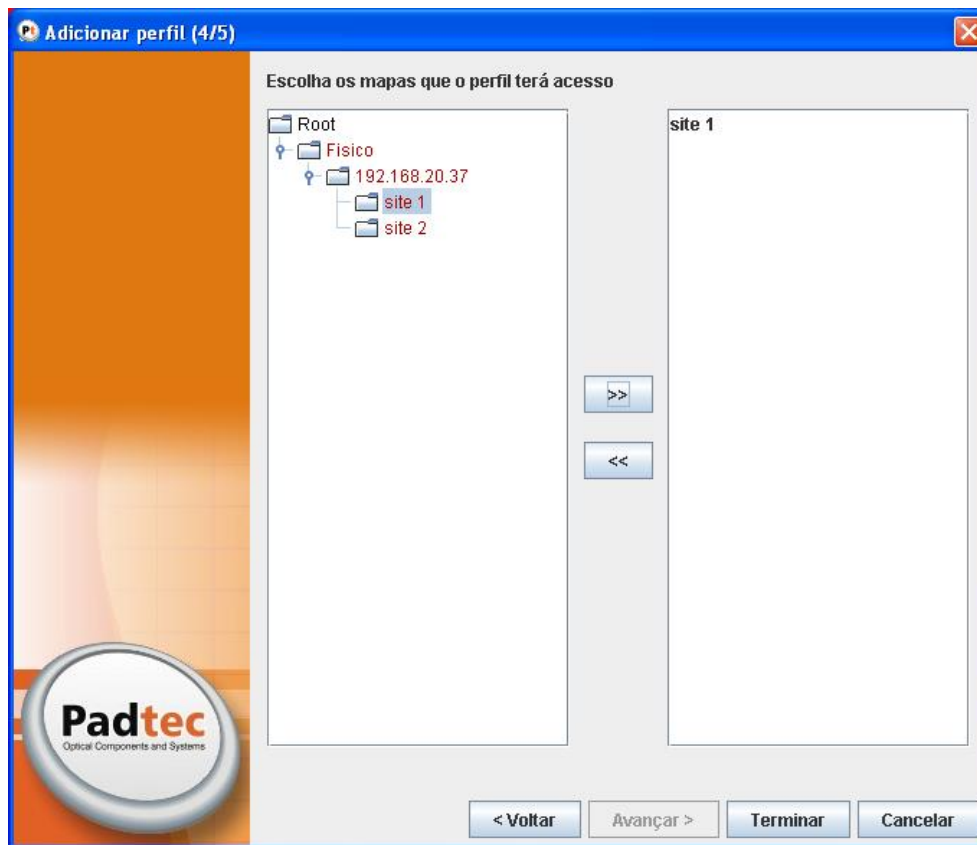 Pt Adicionar perfil (4/5)
Escolha os mapas que o perfil terá acesso
Root
Fisico
192.168.20.37
site 1
site 2
site 1
>>
<<
Padtec
Optical Components and Systems
< Voltar
Avançar >
Terminar
Cancelar